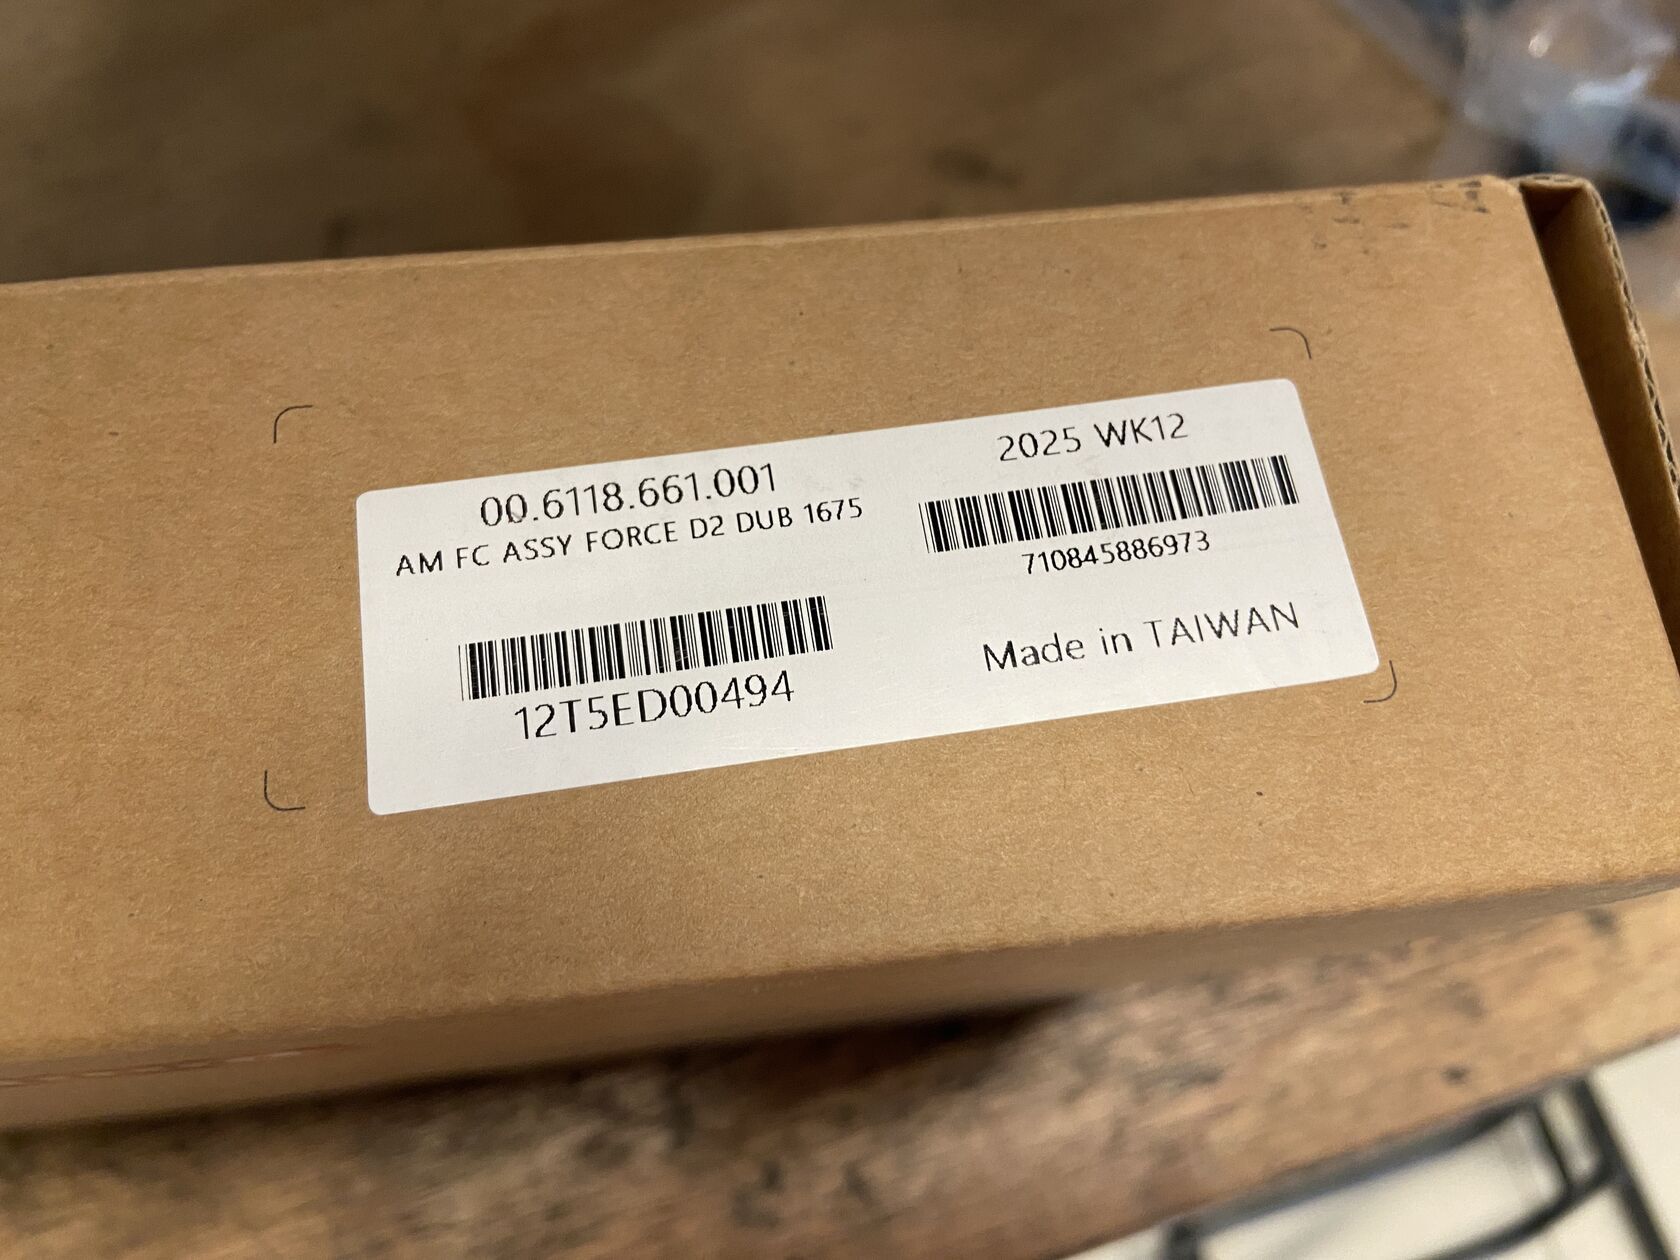 00.6118.661.001
AM FC ASSY FORCE D2 DUB 1675
12T5ED00494
2025 WK12
710845886973
Made in TAIWAN